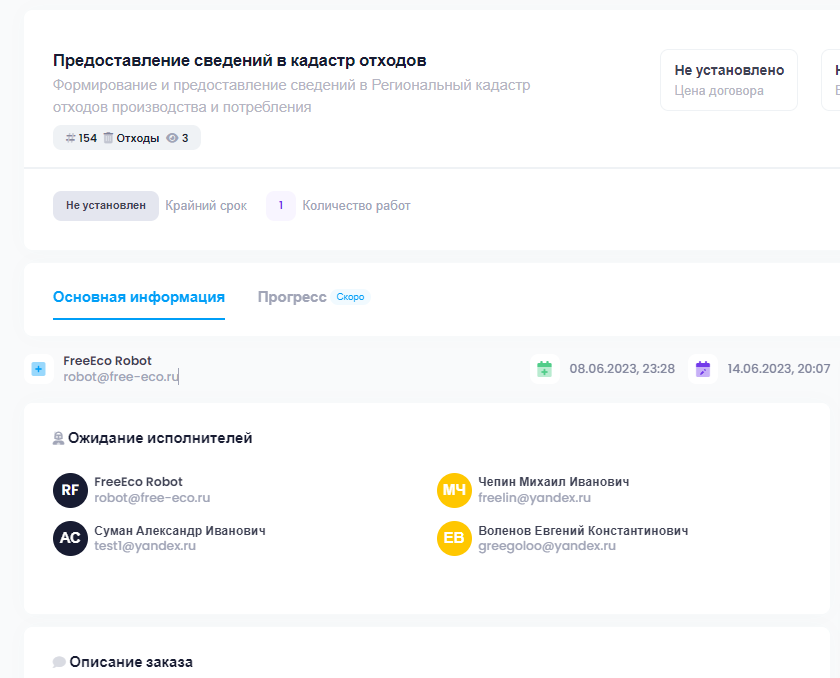 Предоставление сведений в кадастр отходов
Формирование и предоставление сведений в Региональный кадастр
отходов производства и потребления
154 Отходы 3
Не установлено
Цена договора
Не установлен Крайний срок 1 Количество работ
Основная информация Прогресс Скоро
FreeEco Robot
robot@free-eco.ru
08.06.2023, 23:28 14.06.2023, 20:07
Ожидание исполнителей
RF FreeEco Robot
robot@free-eco.ru
МЧ Чепин Михаил Иванович
freelin@yandex.ru
АС Суман Александр Иванович
test1@yandex.ru
ЕВ Воленов Евгений Константинович
greegoloo@yandex.ru
Описание заказа